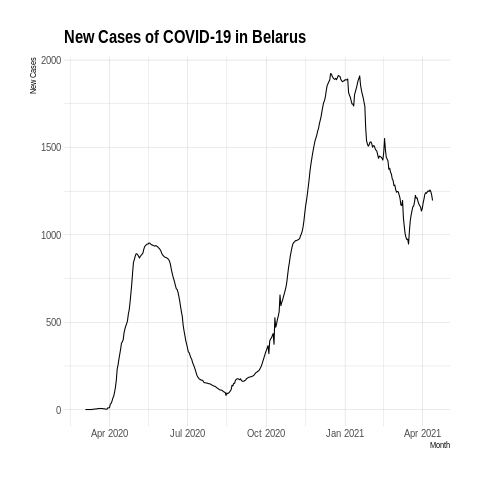 New Cases of COVID-19 in Belarus
New Cases
2000
1500
1000
500
0
Apr 2020 Jul 2020 Oct 2020 Jan 2021 Apr 2021
Month